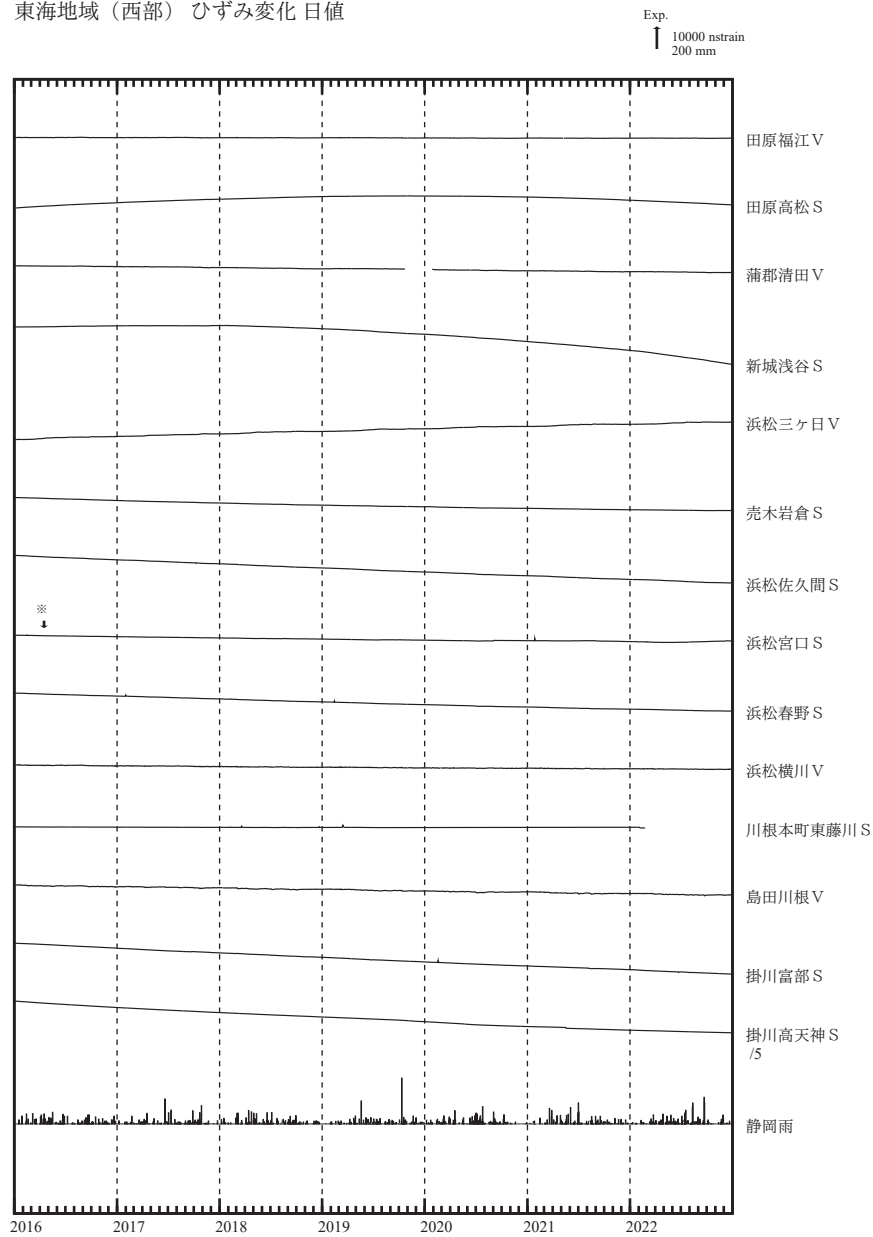 東海地域（西部） ひずみ変化 日値
Exp.
10000 nstrain
200 mm
田原福江Ｖ
田原高松Ｓ
蒲郡清田Ｖ
新城浅谷Ｓ
浜松三ヶ日Ｖ
売木岩倉Ｓ
浜松佐久間Ｓ
※
浜松宮口Ｓ
浜松春野Ｓ
浜松横川Ｖ
川根本町東藤川Ｓ
島田川根Ｖ
掛川富部Ｓ
掛川高天神Ｓ
/5
静岡雨
2016 2017 2018 2019 2020 2021 2022